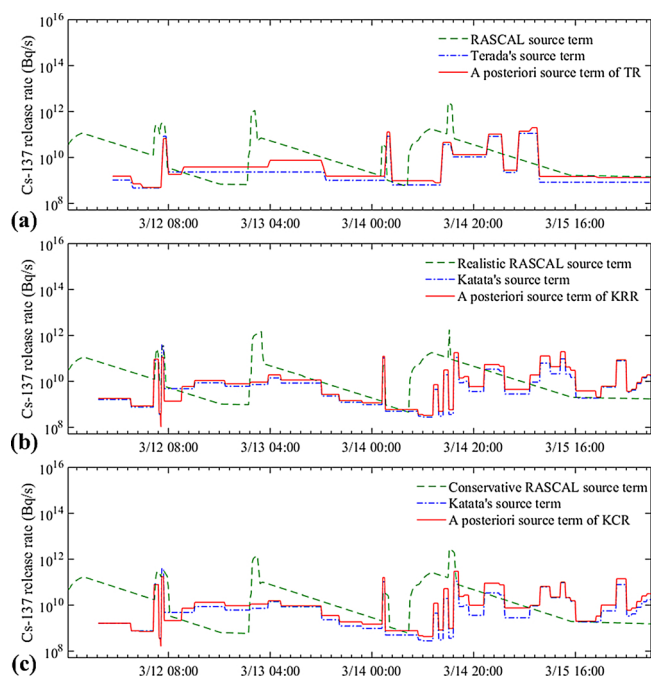 10^16
10^14
10^12
10^10
10^8
Cs-137 release rate (Bq/s)
RASCAL source term
Terada's source term
A posteriori source term of TR
(a)
3/12 08:00 3/13 04:00 3/14 00:00 3/14 20:00 3/15 16:00
10^16
10^14
10^12
10^10
10^8
Cs-137 release rate (Bq/s)
Realistic RASCAL source term
Katata's source term
A posteriori source term of KRR
(b)
3/12 08:00 3/13 04:00 3/14 00:00 3/14 20:00 3/15 16:00
10^16
10^14
10^12
10^10
10^8
Cs-137 release rate (Bq/s)
Conservative RASCAL source term
Katata's source term
A posteriori source term of KCR
(c)
3/12 08:00 3/13 04:00 3/14 00:00 3/14 20:00 3/15 16:00